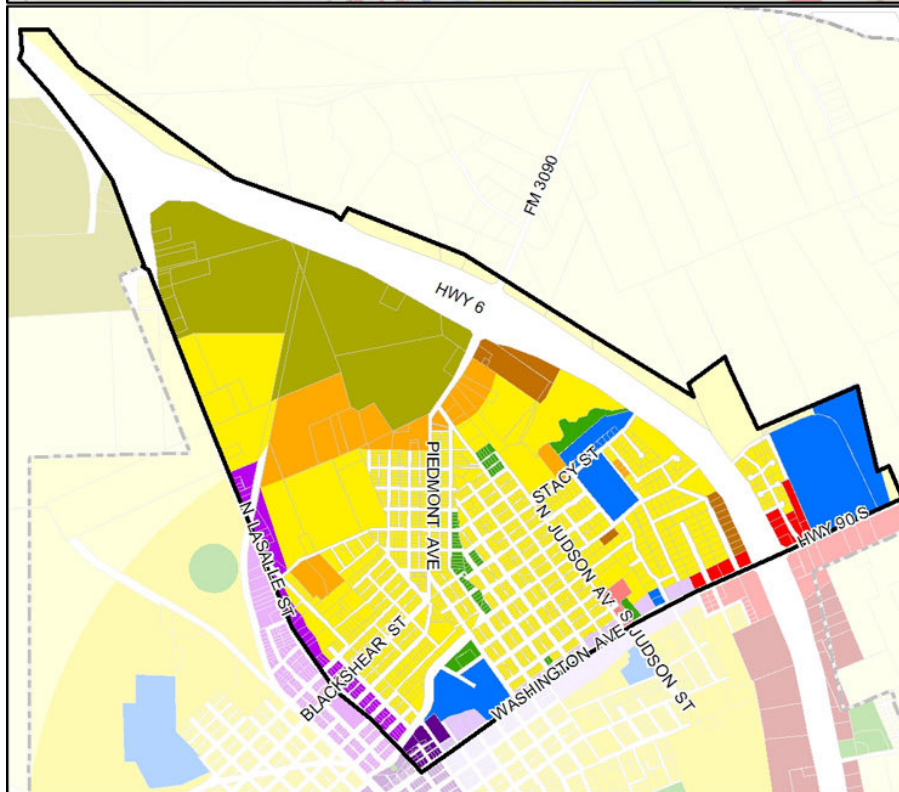 FM 3090
HWY 6
PIEDMONT AVE
STACY ST
N JUDSON AV
HWY 90 S
N LASALLE ST
BLACKSHEAR ST
S JUDSON ST
WASHINGTON AVE